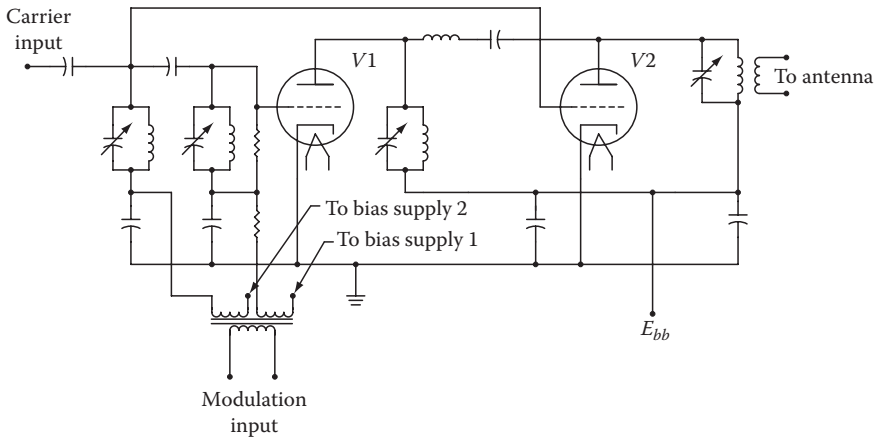 Carrier
input
V1
V2
To antenna
To bias supply 2
To bias supply 1
E_bb
Modulation
input